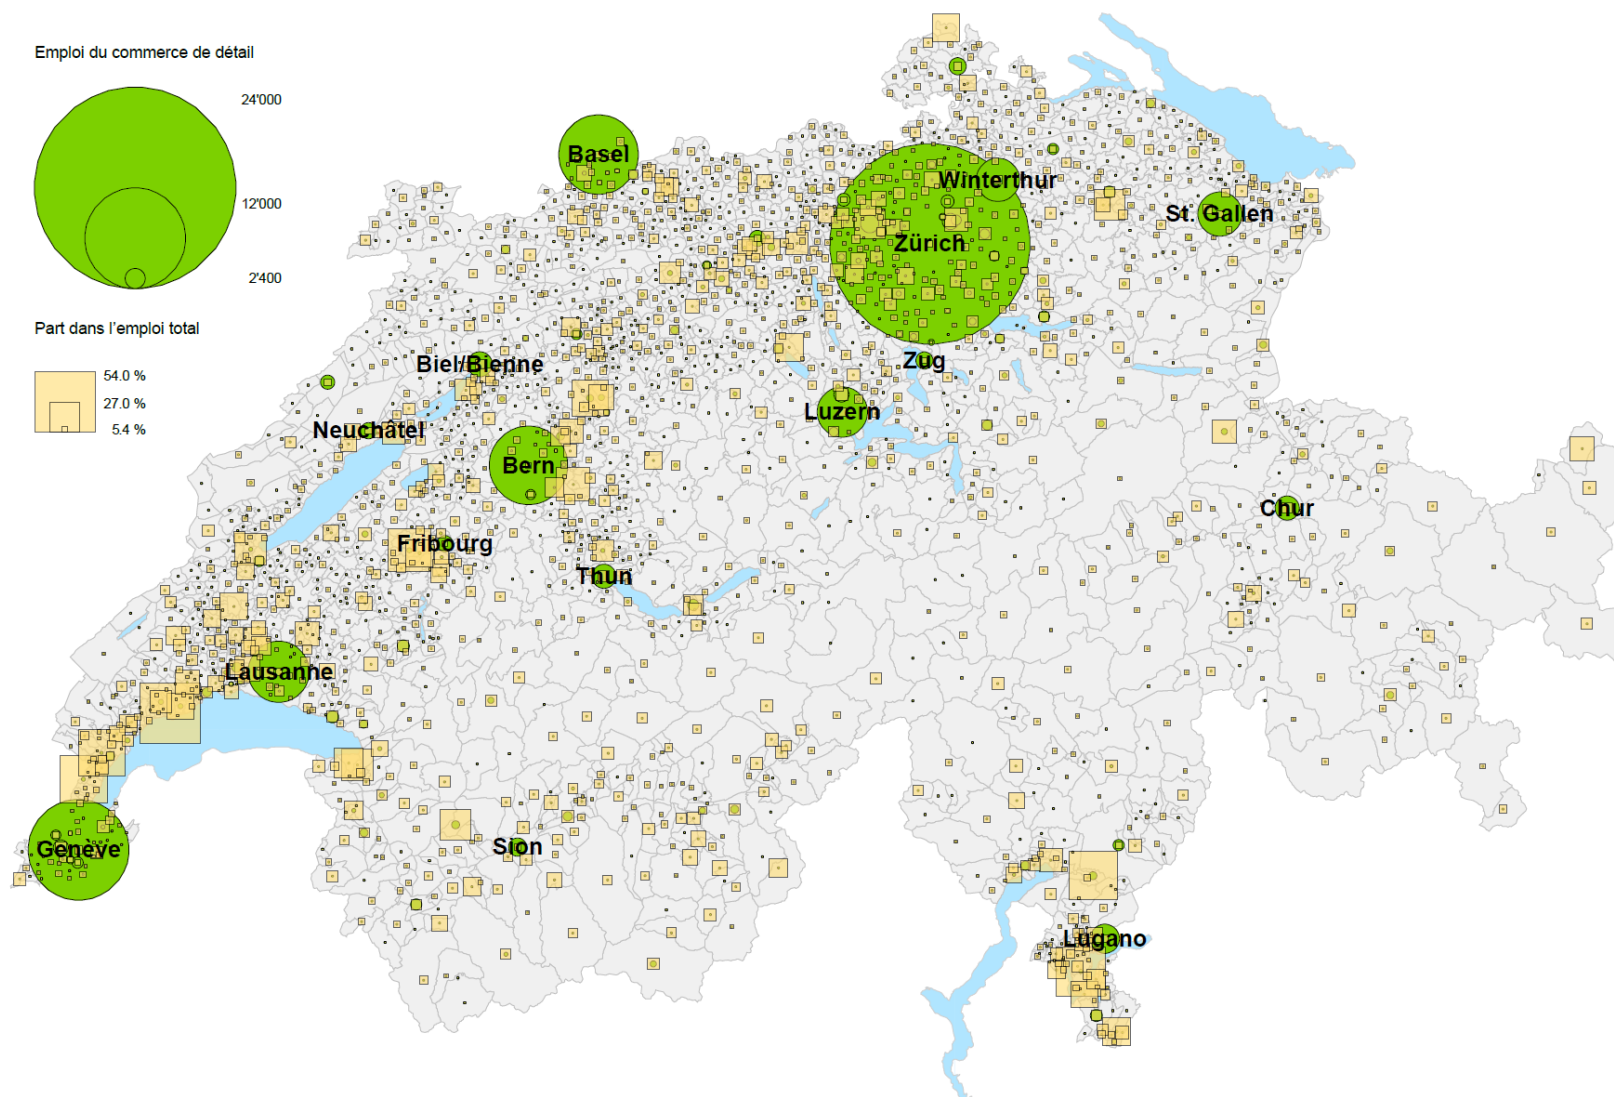 Emploi du commerce de détail
24'000
12'000
2'400
Part dans l'emploi total
54.0 %
27.0 %
5.4 %
Basel
Winterthur
St. Gallen
Zürich
Biel/Bienne
Zug
Luzern
Neuchâtel
Bern
Chur
Fribourg
Thun
Lausanne
Sion
Genève
Lugano